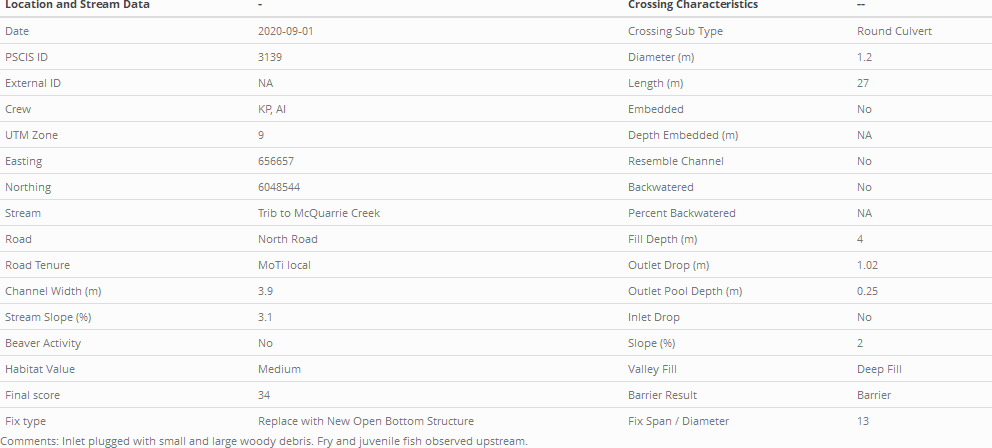 Location and Stream Data - Crossing Characteristics --
Date 2020-09-01 Crossing Sub Type Round Culvert
PSCIS ID 3139 Diameter (m) 1.2
External ID NA Length (m) 27
Crew KP, AI Embedded No
UTM Zone 9 Depth Embedded (m) NA
Easting 656657 Resemble Channel No
Northing 6048544 Backwatered No
Stream Trib to McQuarrie Creek Percent Backwatered NA
Road North Road Fill Depth (m) 4
Road Tenure MoTi local Outlet Drop (m) 1.02
Channel Width (m) 3.9 Outlet Pool Depth (m) 0.25
Stream Slope (%) 3.1 Inlet Drop No
Beaver Activity No Slope (%) 2
Habitat Value Medium Valley Fill Deep Fill
Final score 34 Barrier Result Barrier
Fix type Replace with New Open Bottom Structure Fix Span / Diameter 13
Comments: Inlet plugged with small and large woody debris. Fry and juvenile fish observed upstream.